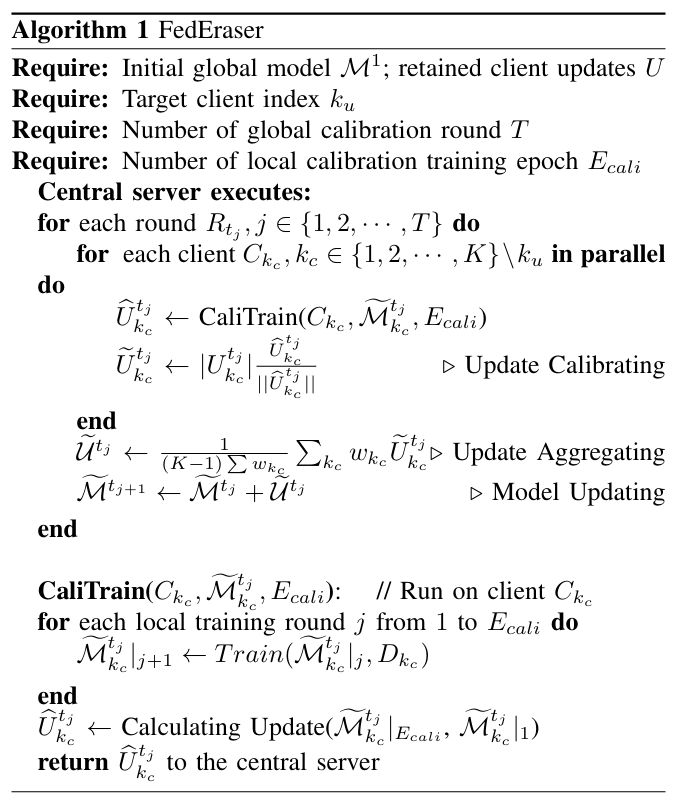 Algorithm 1 FedEraser
Require: Initial global model $\mathcal{M}^1$; retained client updates $U$
Require: Target client index $k_u$
Require: Number of global calibration round $T$
Require: Number of local calibration training epoch $E_{cali}$
Central server executes:
for each round $R_{t_j}, j \in \{1, 2, \cdots, T\}$ do
for each client $C_{k_c}, k_c \in \{1, 2, \cdots, K\} \backslash k_u$ in parallel
do
$\widehat{U}_{k_c}^{t_j} \leftarrow$ CaliTrain($C_{k_c}, \widetilde{\mathcal{M}}_{k_c}^{t_j}, E_{cali}$)
$\widetilde{U}_{k_c}^{t_j} \leftarrow |U_{k_c}^{t_j}| \frac{\widehat{U}_{k_c}^{t_j}}{||\widehat{U}_{k_c}^{t_j}||}$ ▷ Update Calibrating
end
$\widetilde{\mathcal{U}}^{t_j} \leftarrow \frac{1}{(K-1)\sum w_{k_c}} \sum_{k_c} w_{k_c} \widetilde{U}_{k_c}^{t_j}$ ▷ Update Aggregating
$\widetilde{\mathcal{M}}^{t_{j+1}} \leftarrow \widetilde{\mathcal{M}}^{t_j} + \widetilde{\mathcal{U}}^{t_j}$ ▷ Model Updating
end
CaliTrain($C_{k_c}, \widetilde{\mathcal{M}}_{k_c}^{t_j}, E_{cali}$): // Run on client $C_{k_c}$
for each local training round $j$ from 1 to $E_{cali}$ do
$\widetilde{\mathcal{M}}_{k_c}^{t_j}|_{j+1} \leftarrow Train(\widetilde{\mathcal{M}}_{k_c}^{t_j}|_j, D_{k_c})$
end
$\widehat{U}_{k_c}^{t_j} \leftarrow$ Calculating Update($\widetilde{\mathcal{M}}_{k_c}^{t_j}|_{E_{cali}}, \widetilde{\mathcal{M}}_{k_c}^{t_j}|_1$)
return $\widehat{U}_{k_c}^{t_j}$ to the central server